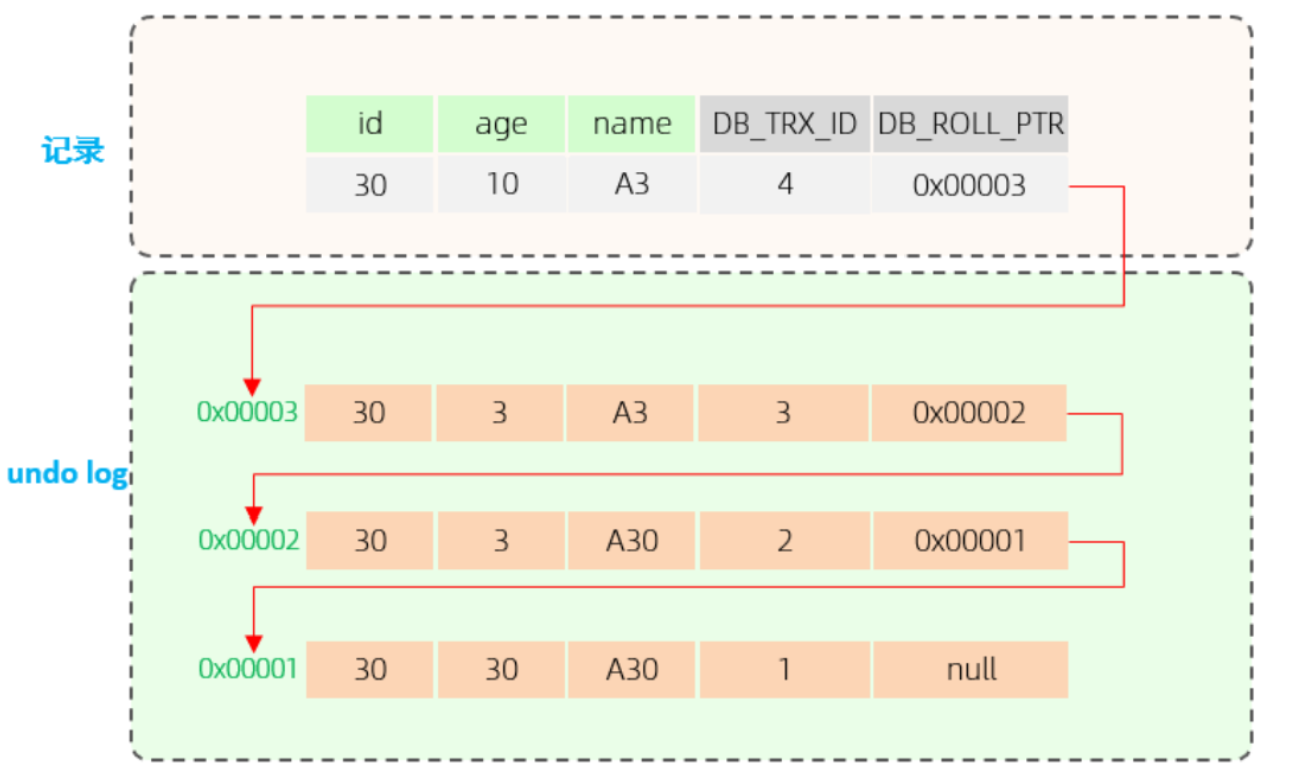 id age name DB_TRX_ID DB_ROLL_PTR
记录
30 10 A3 4 0x00003
0x00003 30 3 A3 3 0x00002
undo log
0x00002 30 3 A30 2 0x00001
0x00001 30 30 A30 1 null